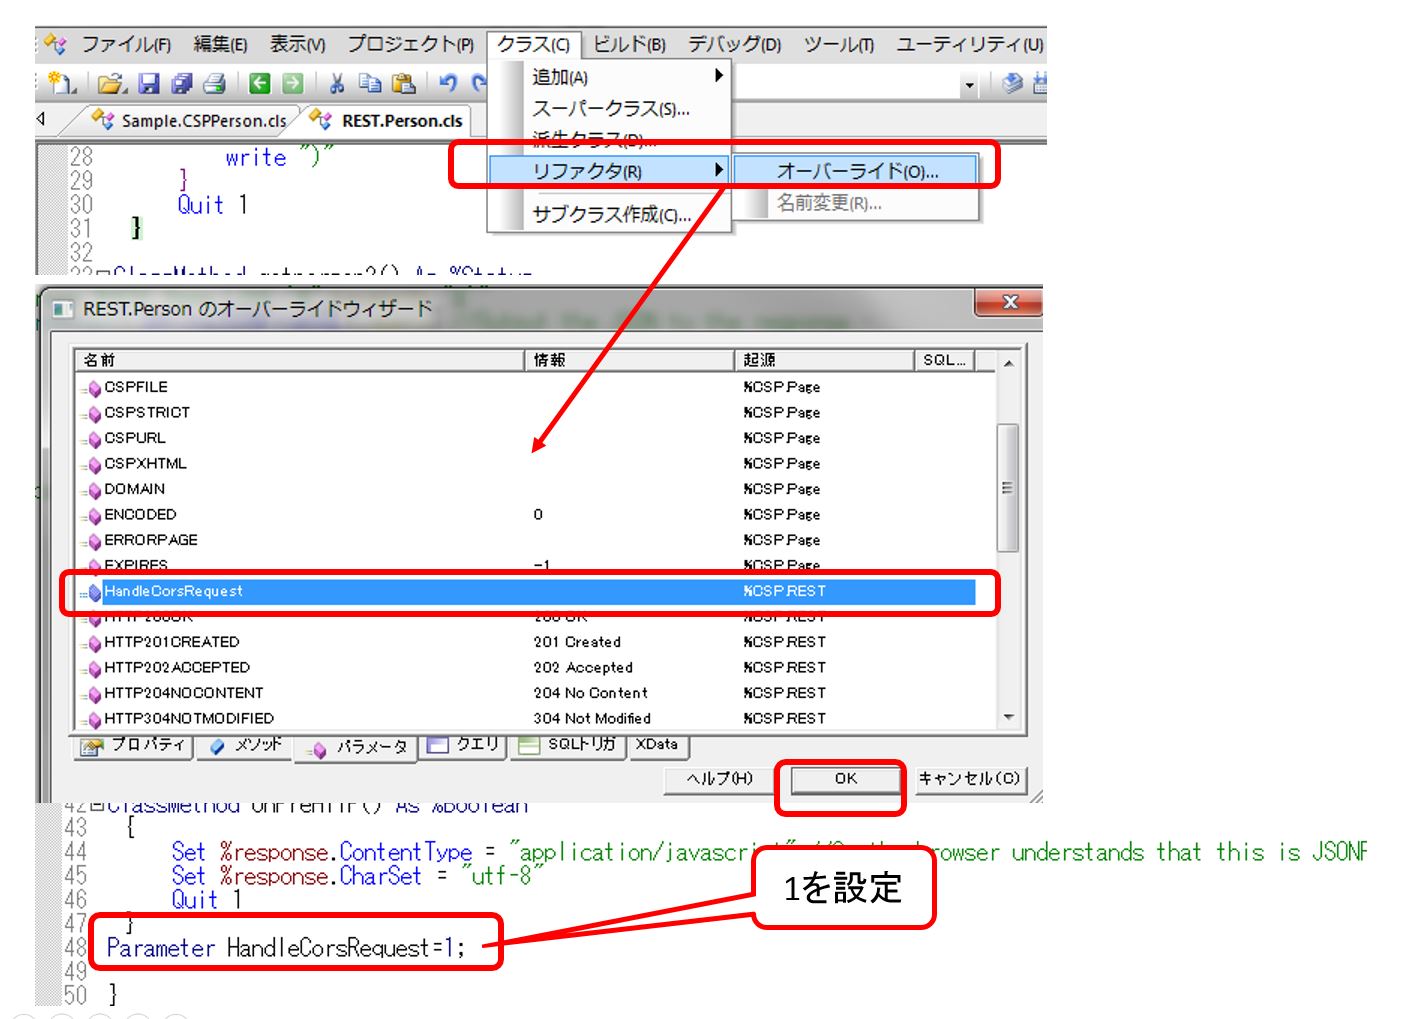 ファイル(F) 編集(E) 表示(V) プロジェクト(P) クラス(C) ビルド(B) デバッグ(D) ツール(T) ユーティリティ(U)
追加(A)
Sample.CSPPerson.cls REST.Person.cls スーパークラス(S)...
派生クラス(D)...
28 write ")" リファクタ(R) オーバーライド(O)...
29 }
30 Quit 1 サブクラス作成(C)... 名前変更(R)...
31 }
32
33 ClassMethod getperson2() As %Status
REST.Person のオーバーライドウィザード
名前 情報 起源 SQL...
CSPFILE %CSP.Page
CSPSTRICT %CSP.Page
CSPURL %CSP.Page
CSPXHTML %CSP.Page
DOMAIN %CSP.Page
ENCODED 0 %CSP.Page
ERRORPAGE %CSP.Page
EXPIRES -1 %CSP.Page
HandleCorsRequest %CSP.REST
HTTP200OK 200 OK %CSP.REST
HTTP201CREATED 201 Created %CSP.REST
HTTP202ACCEPTED 202 Accepted %CSP.REST
HTTP204NOCONTENT 204 No Content %CSP.REST
HTTP304NOTMODIFIED 304 Not Modified %CSP.REST
プロパティ メソッド パラメータ クエリ SQLトリガ XData
ヘルプ(H) OK キャンセル(C)
42 ClassMethod OnPreHTTP() As %Boolean
43 {
44 Set %response.ContentType = "application/javascript" browser understands that this is JSONP
45 Set %response.CharSet = "utf-8"
46 Quit 1
47 }
48 Parameter HandleCorsRequest=1;
49
50 }
1を設定